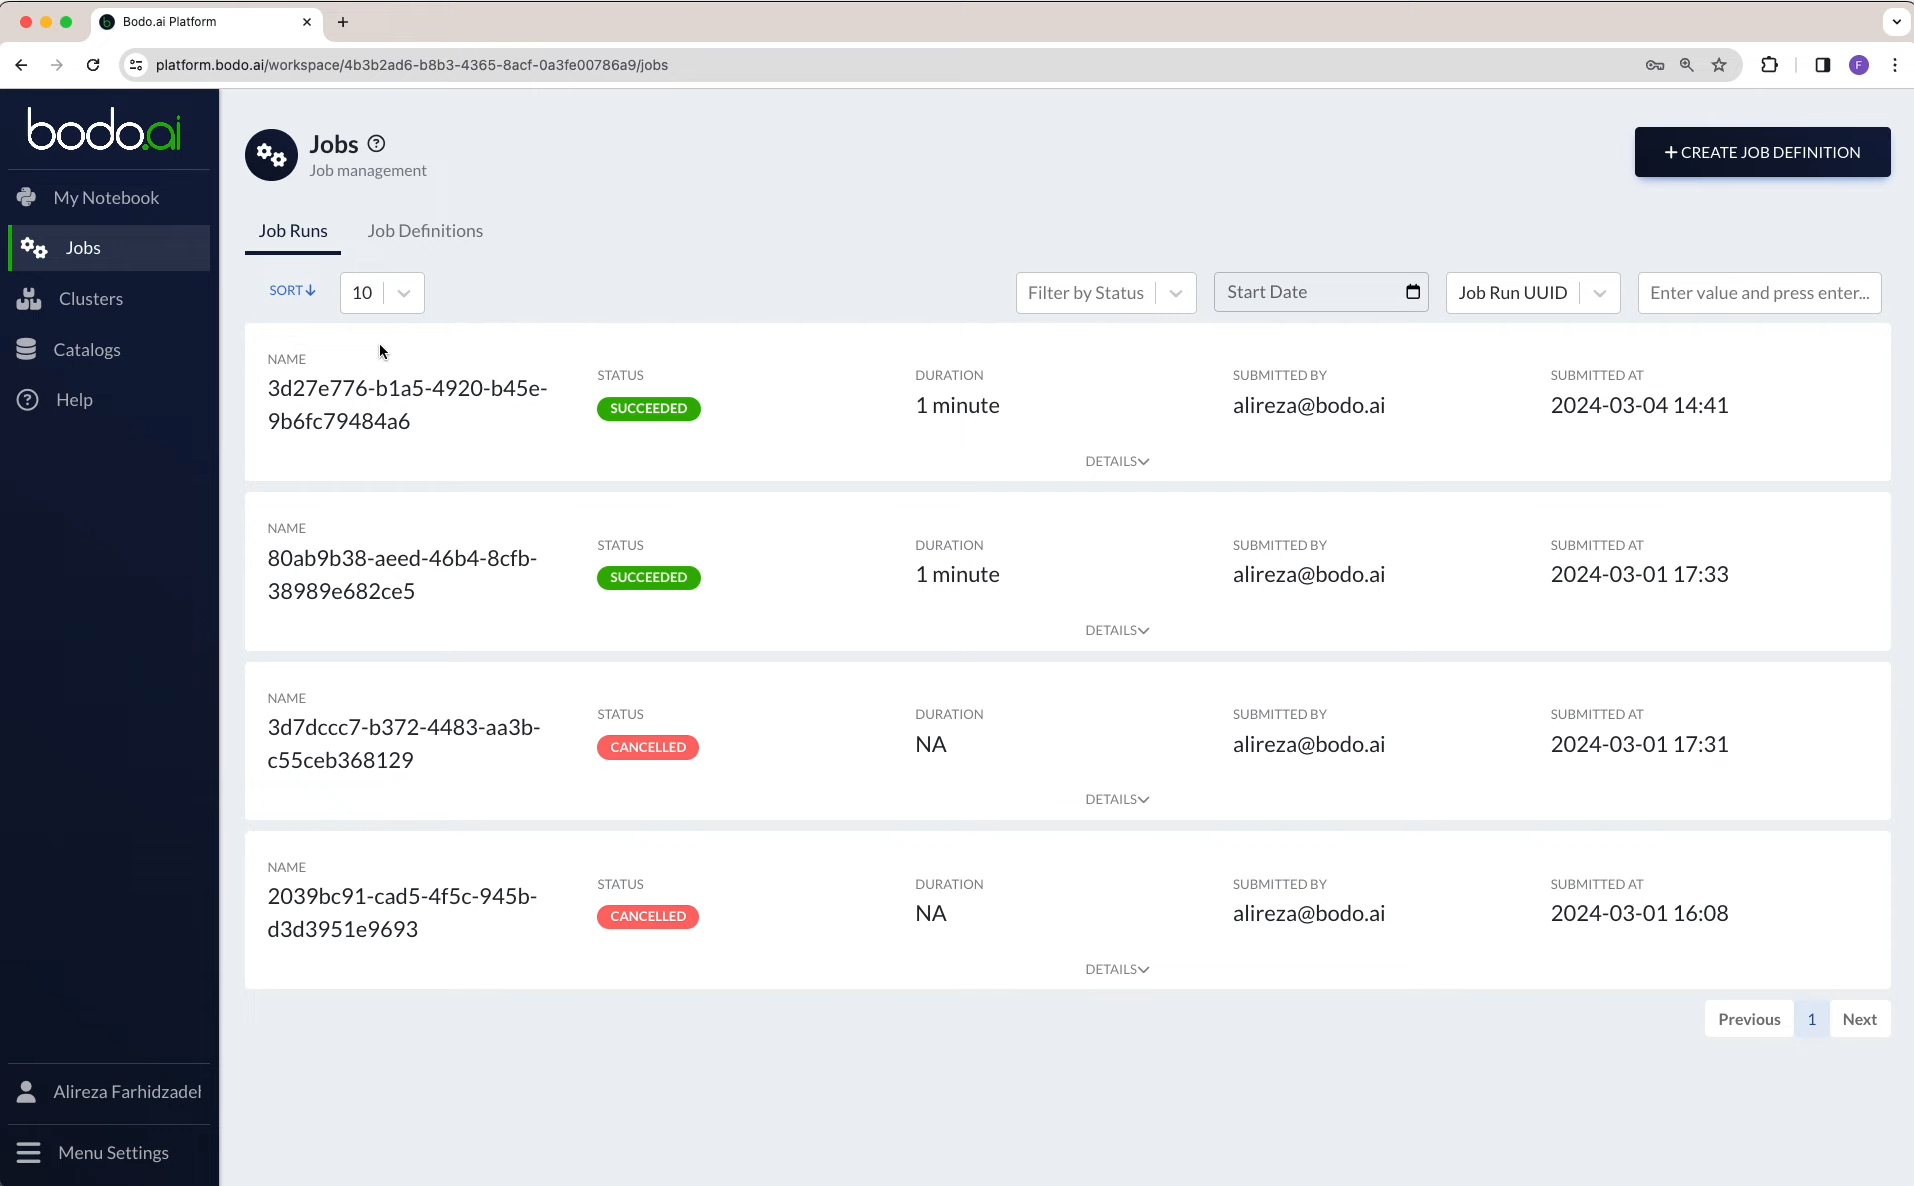 Bodo.ai Platform
platform.bodo.ai/workspace/4b3b2ad6-b8b3-4365-8acf-0a3fe00786a9/jobs
F
bodo.ai
My Notebook
Jobs
Clusters
Catalogs
Help
Alireza Farhidzadeh
Menu Settings
Jobs
Job management
+ CREATE JOB DEFINITION
Job Runs Job Definitions
SORT 10 Filter by Status Start Date Job Run UUID Enter value and press enter...
NAME
3d27e776-b1a5-4920-b45e-
9b6fc79484a6
STATUS
SUCCEEDED
DURATION
1 minute
SUBMITTED BY
alireza@bodo.ai
SUBMITTED AT
2024-03-04 14:41
DETAILS
NAME
80ab9b38-aeed-46b4-8cfb-
38989e682ce5
STATUS
SUCCEEDED
DURATION
1 minute
SUBMITTED BY
alireza@bodo.ai
SUBMITTED AT
2024-03-01 17:33
DETAILS
NAME
3d7dccc7-b372-4483-aa3b-
c55ceb368129
STATUS
CANCELLED
DURATION
NA
SUBMITTED BY
alireza@bodo.ai
SUBMITTED AT
2024-03-01 17:31
DETAILS
NAME
2039bc91-cad5-4f5c-945b-
d3d3951e9693
STATUS
CANCELLED
DURATION
NA
SUBMITTED BY
alireza@bodo.ai
SUBMITTED AT
2024-03-01 16:08
DETAILS
Previous 1 Next